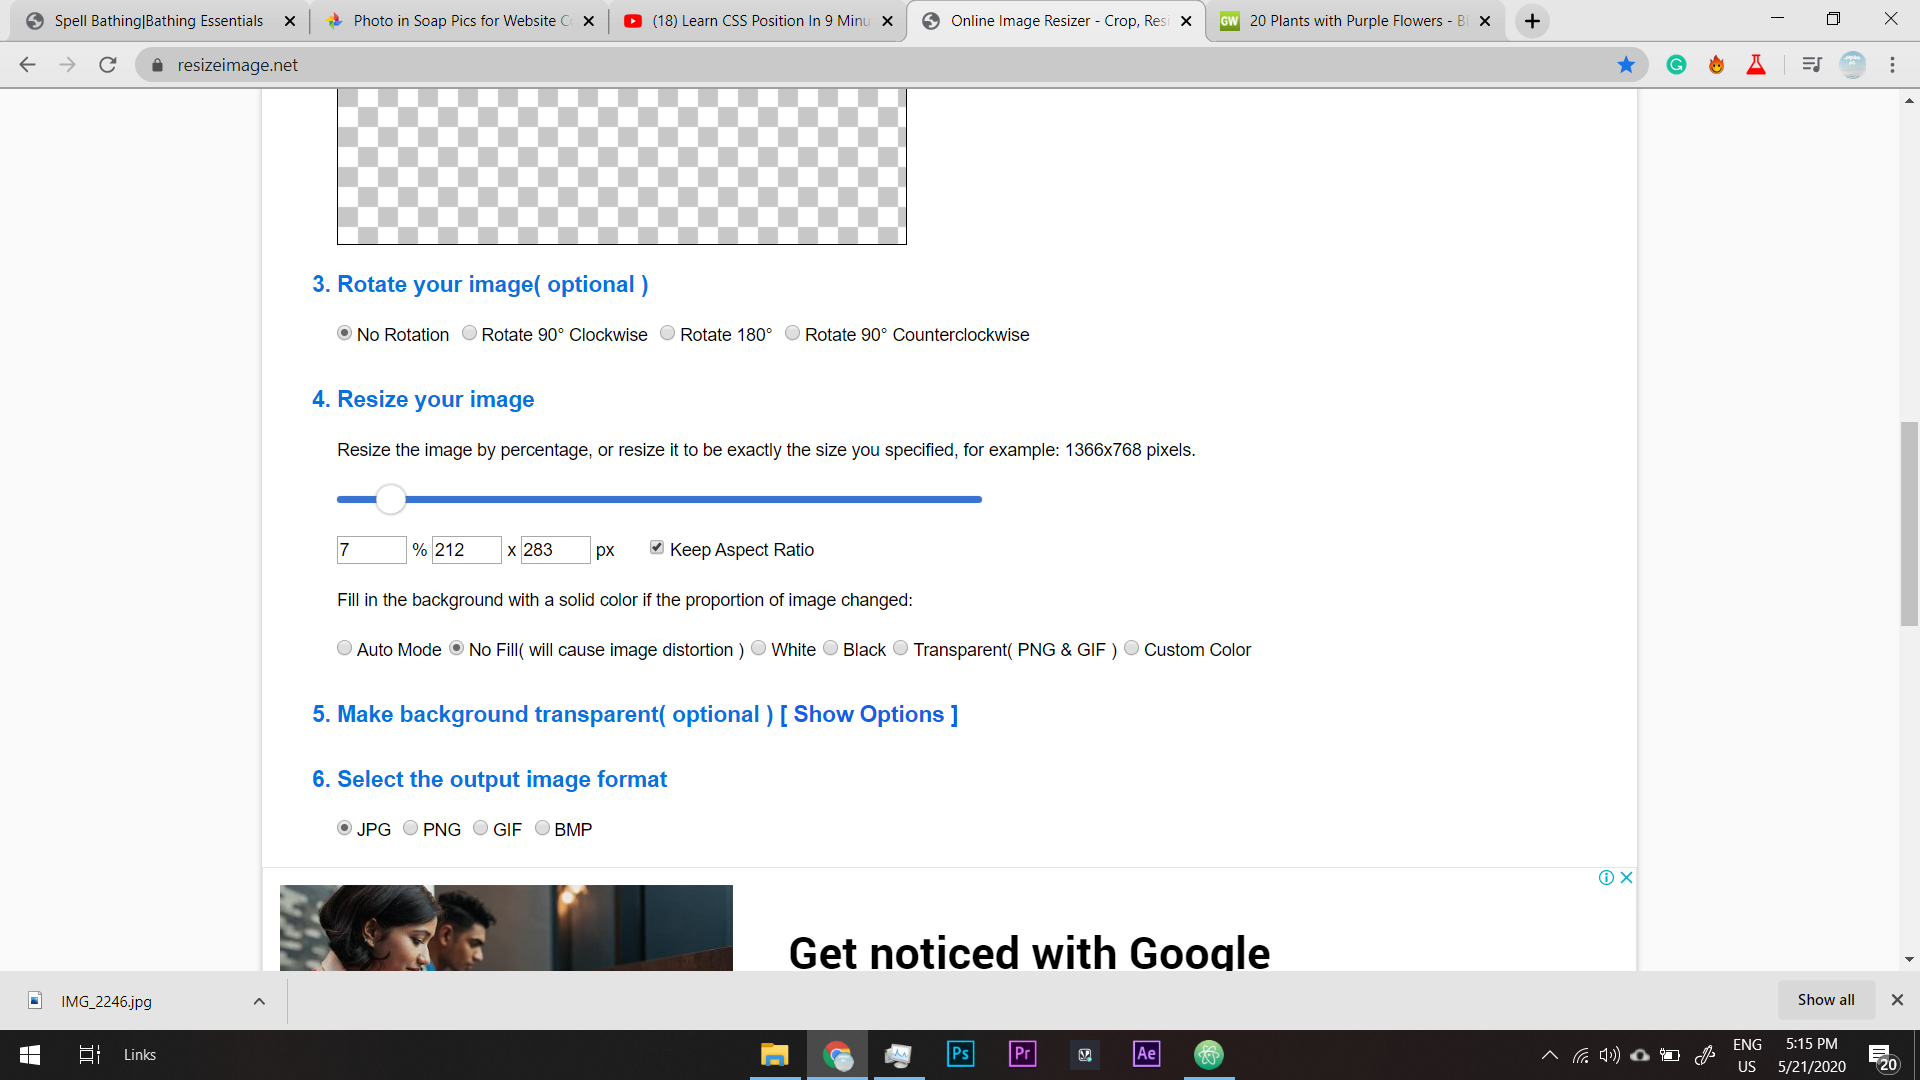 Spell Bathing|Bathing Essentials
Photo in Soap Pics for Website C
(18) Learn CSS Position In 9 Minu
Online Image Resizer - Crop, Resi
GW 20 Plants with Purple Flowers - B
resizeimage.net
3. Rotate your image( optional )
No Rotation Rotate 90° Clockwise Rotate 180° Rotate 90° Counterclockwise
4. Resize your image
Resize the image by percentage, or resize it to be exactly the size you specified, for example: 1366x768 pixels.
7 % 212 x 283 px Keep Aspect Ratio
Fill in the background with a solid color if the proportion of image changed:
Auto Mode No Fill( will cause image distortion ) White Black Transparent( PNG & GIF ) Custom Color
5. Make background transparent( optional ) [ Show Options ]
6. Select the output image format
JPG PNG GIF BMP
Get noticed with Google
IMG_2246.jpg
Show all
Links
Ps Pr Ae
ENG
US
5:15 PM
5/21/2020
20